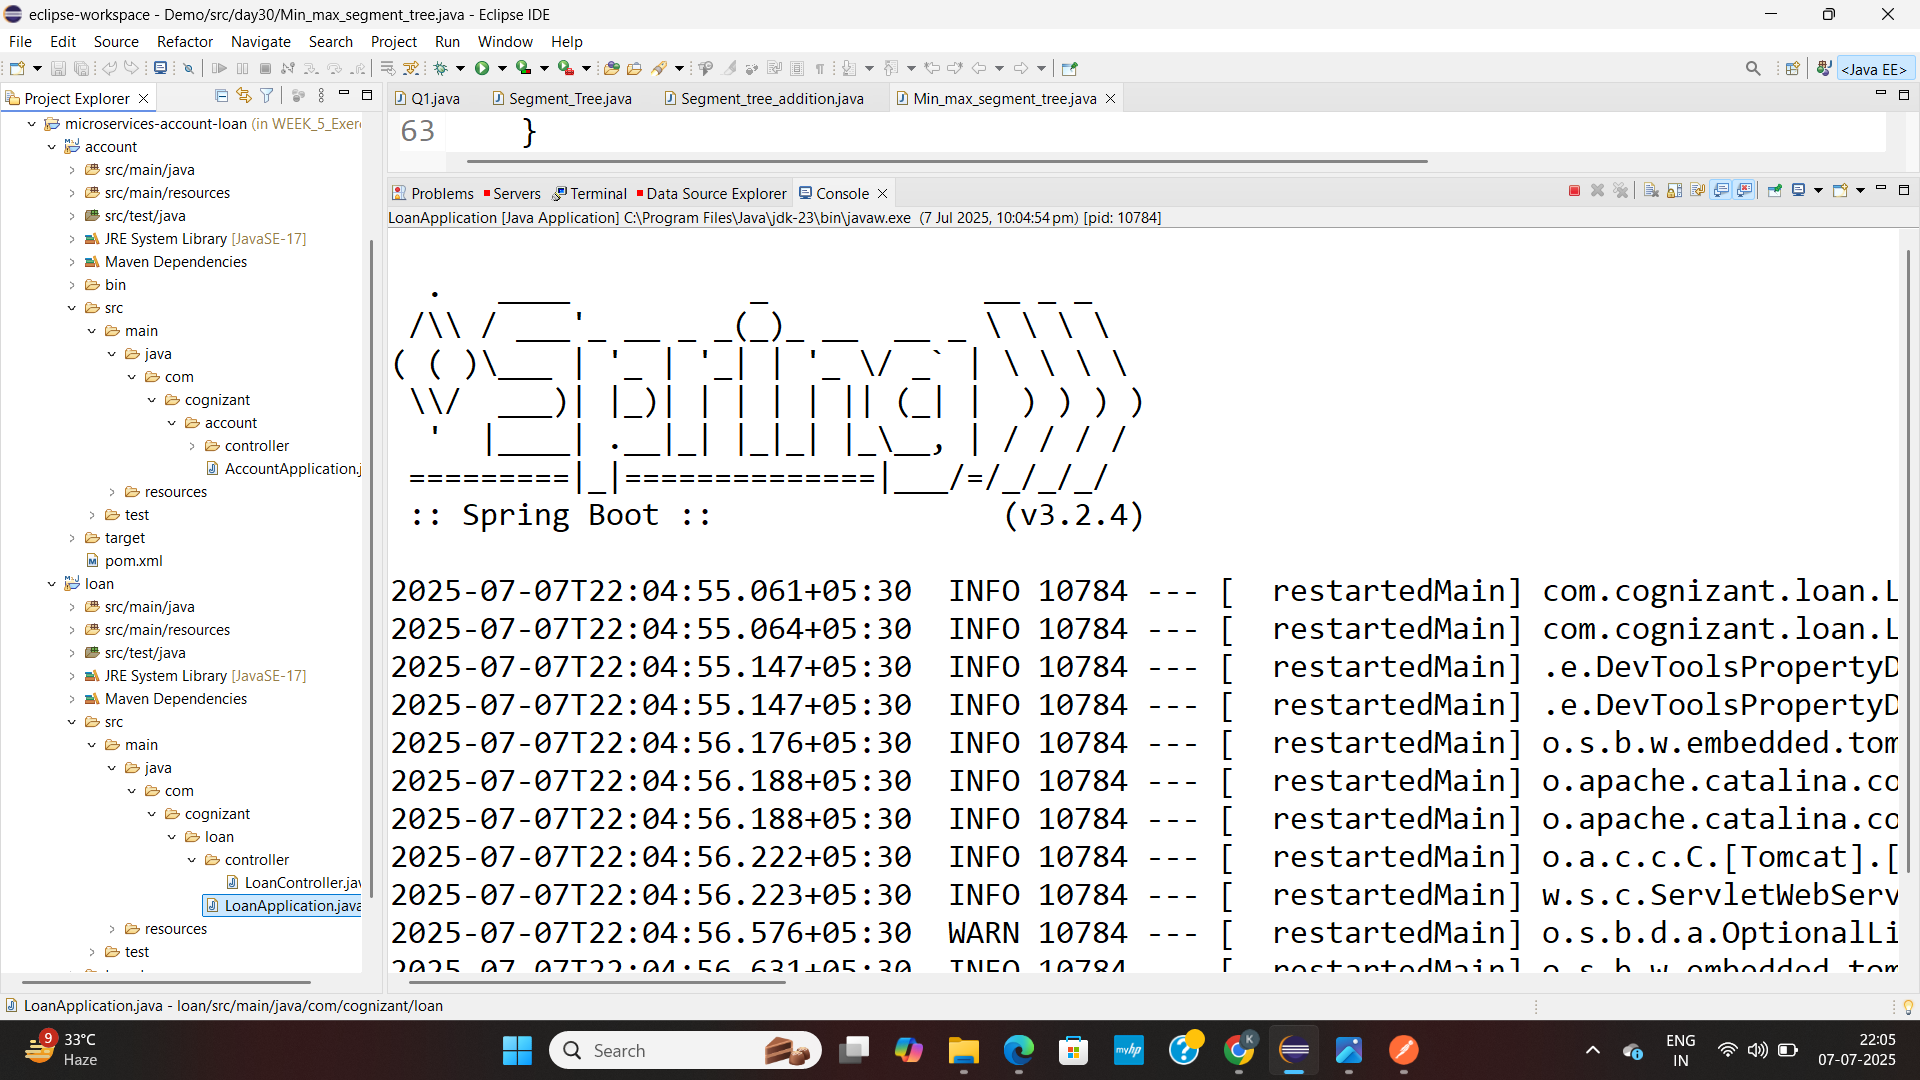 eclipse-workspace - Demo/src/day30/Min_max_segment_tree.java - Eclipse IDE
File Edit Source Refactor Navigate Search Project Run Window Help
<Java EE>
Project Explorer
microservices-account-loan (in WEEK_5_Exer
account
src/main/java
src/main/resources
src/test/java
JRE System Library [JavaSE-17]
Maven Dependencies
bin
src
main
java
com
cognizant
account
controller
AccountApplication.j
resources
test
target
pom.xml
loan
src/main/java
src/main/resources
src/test/java
JRE System Library [JavaSE-17]
Maven Dependencies
src
main
java
com
cognizant
loan
controller
LoanController.jav
LoanApplication.java
resources
test
Q1.java Segment_Tree.java Segment_tree_addition.java Min_max_segment_tree.java
63 }
Problems Servers Terminal Data Source Explorer Console
LoanApplication [Java Application] C:\Program Files\Java\jdk-23\bin\javaw.exe (7 Jul 2025, 10:04:54 pm) [pid: 10784]
  .   ____          _            __ _ _
 /\\ / ___'_ __ _ _(_)_ __  __ _ \ \ \ \
( ( )\___ | '_ | '_| | '_ \/ _` | \ \ \ \
 \\/  ___)| |_)| | | | | || (_| |  ) ) ) )
  '  |____| .__|_| |_|_| |_\__, | / / / /
 =========|_|==============|___/=/_/_/_/
 :: Spring Boot ::                (v3.2.4)
2025-07-07T22:04:55.061+05:30  INFO 10784 --- [  restartedMain] com.cognizant.loan.L
2025-07-07T22:04:55.064+05:30  INFO 10784 --- [  restartedMain] com.cognizant.loan.L
2025-07-07T22:04:55.147+05:30  INFO 10784 --- [  restartedMain] .e.DevToolsPropertyD
2025-07-07T22:04:55.147+05:30  INFO 10784 --- [  restartedMain] .e.DevToolsPropertyD
2025-07-07T22:04:56.176+05:30  INFO 10784 --- [  restartedMain] o.s.b.w.embedded.tom
2025-07-07T22:04:56.188+05:30  INFO 10784 --- [  restartedMain] o.apache.catalina.co
2025-07-07T22:04:56.188+05:30  INFO 10784 --- [  restartedMain] o.apache.catalina.co
2025-07-07T22:04:56.222+05:30  INFO 10784 --- [  restartedMain] o.a.c.c.C.[Tomcat].[
2025-07-07T22:04:56.223+05:30  INFO 10784 --- [  restartedMain] w.s.c.ServletWebServ
2025-07-07T22:04:56.576+05:30  WARN 10784 --- [  restartedMain] o.s.b.d.a.OptionalLi
2025-07-07T22:04:56.631+05:30  INFO 10784 --- [  restartedMain] o.s.b.w.embedded.tom
LoanApplication.java - loan/src/main/java/com/cognizant/loan
9
33°C
Haze
Search
myhp
K
ENG
IN
22:05
07-07-2025